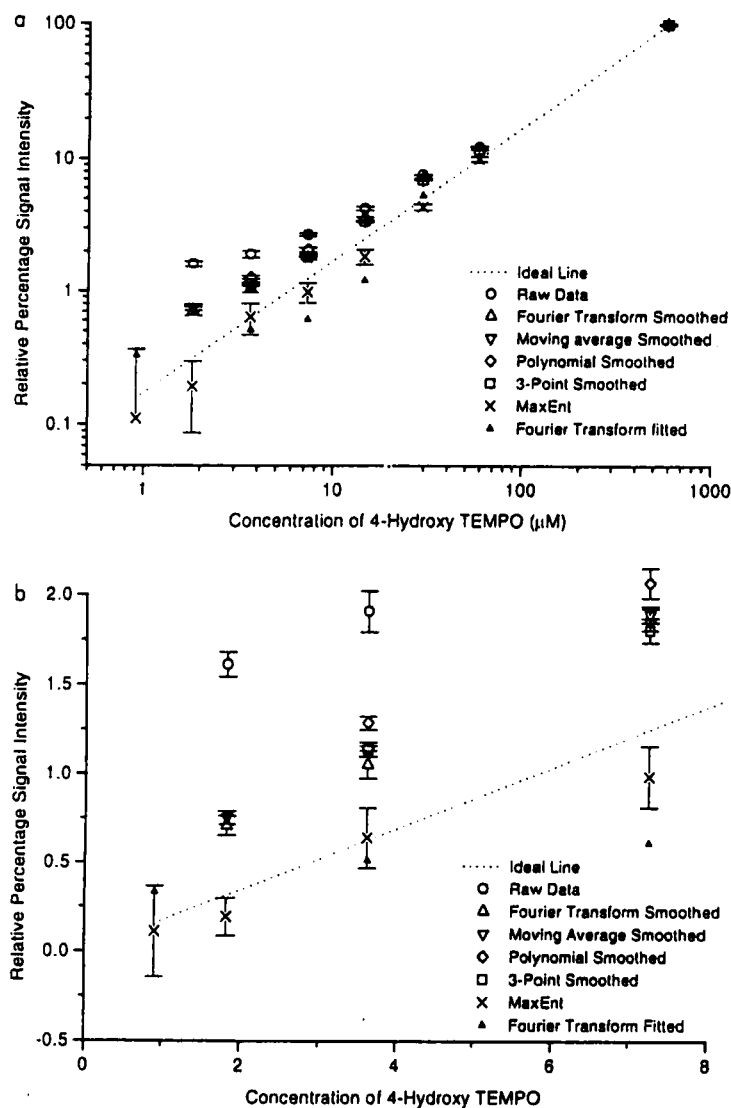 a
Relative Percentage Signal Intensity
100
10
1
0.1
Ideal Line
Raw Data
Fourier Transform Smoothed
Moving average Smoothed
Polynomial Smoothed
3-Point Smoothed
MaxEnt
Fourier Transform fitted
1
10
100
1000
Concentration of 4-Hydroxy TEMPO (μM)
b
Relative Percentage Signal Intensity
2.0
1.5
1.0
0.5
0.0
-0.5
Ideal Line
Raw Data
Fourier Transform Smoothed
Moving Average Smoothed
Polynomial Smoothed
3-Point Smoothed
MaxEnt
Fourier Transform Fitted
0
2
4
6
8
Concentration of 4-Hydroxy TEMPO